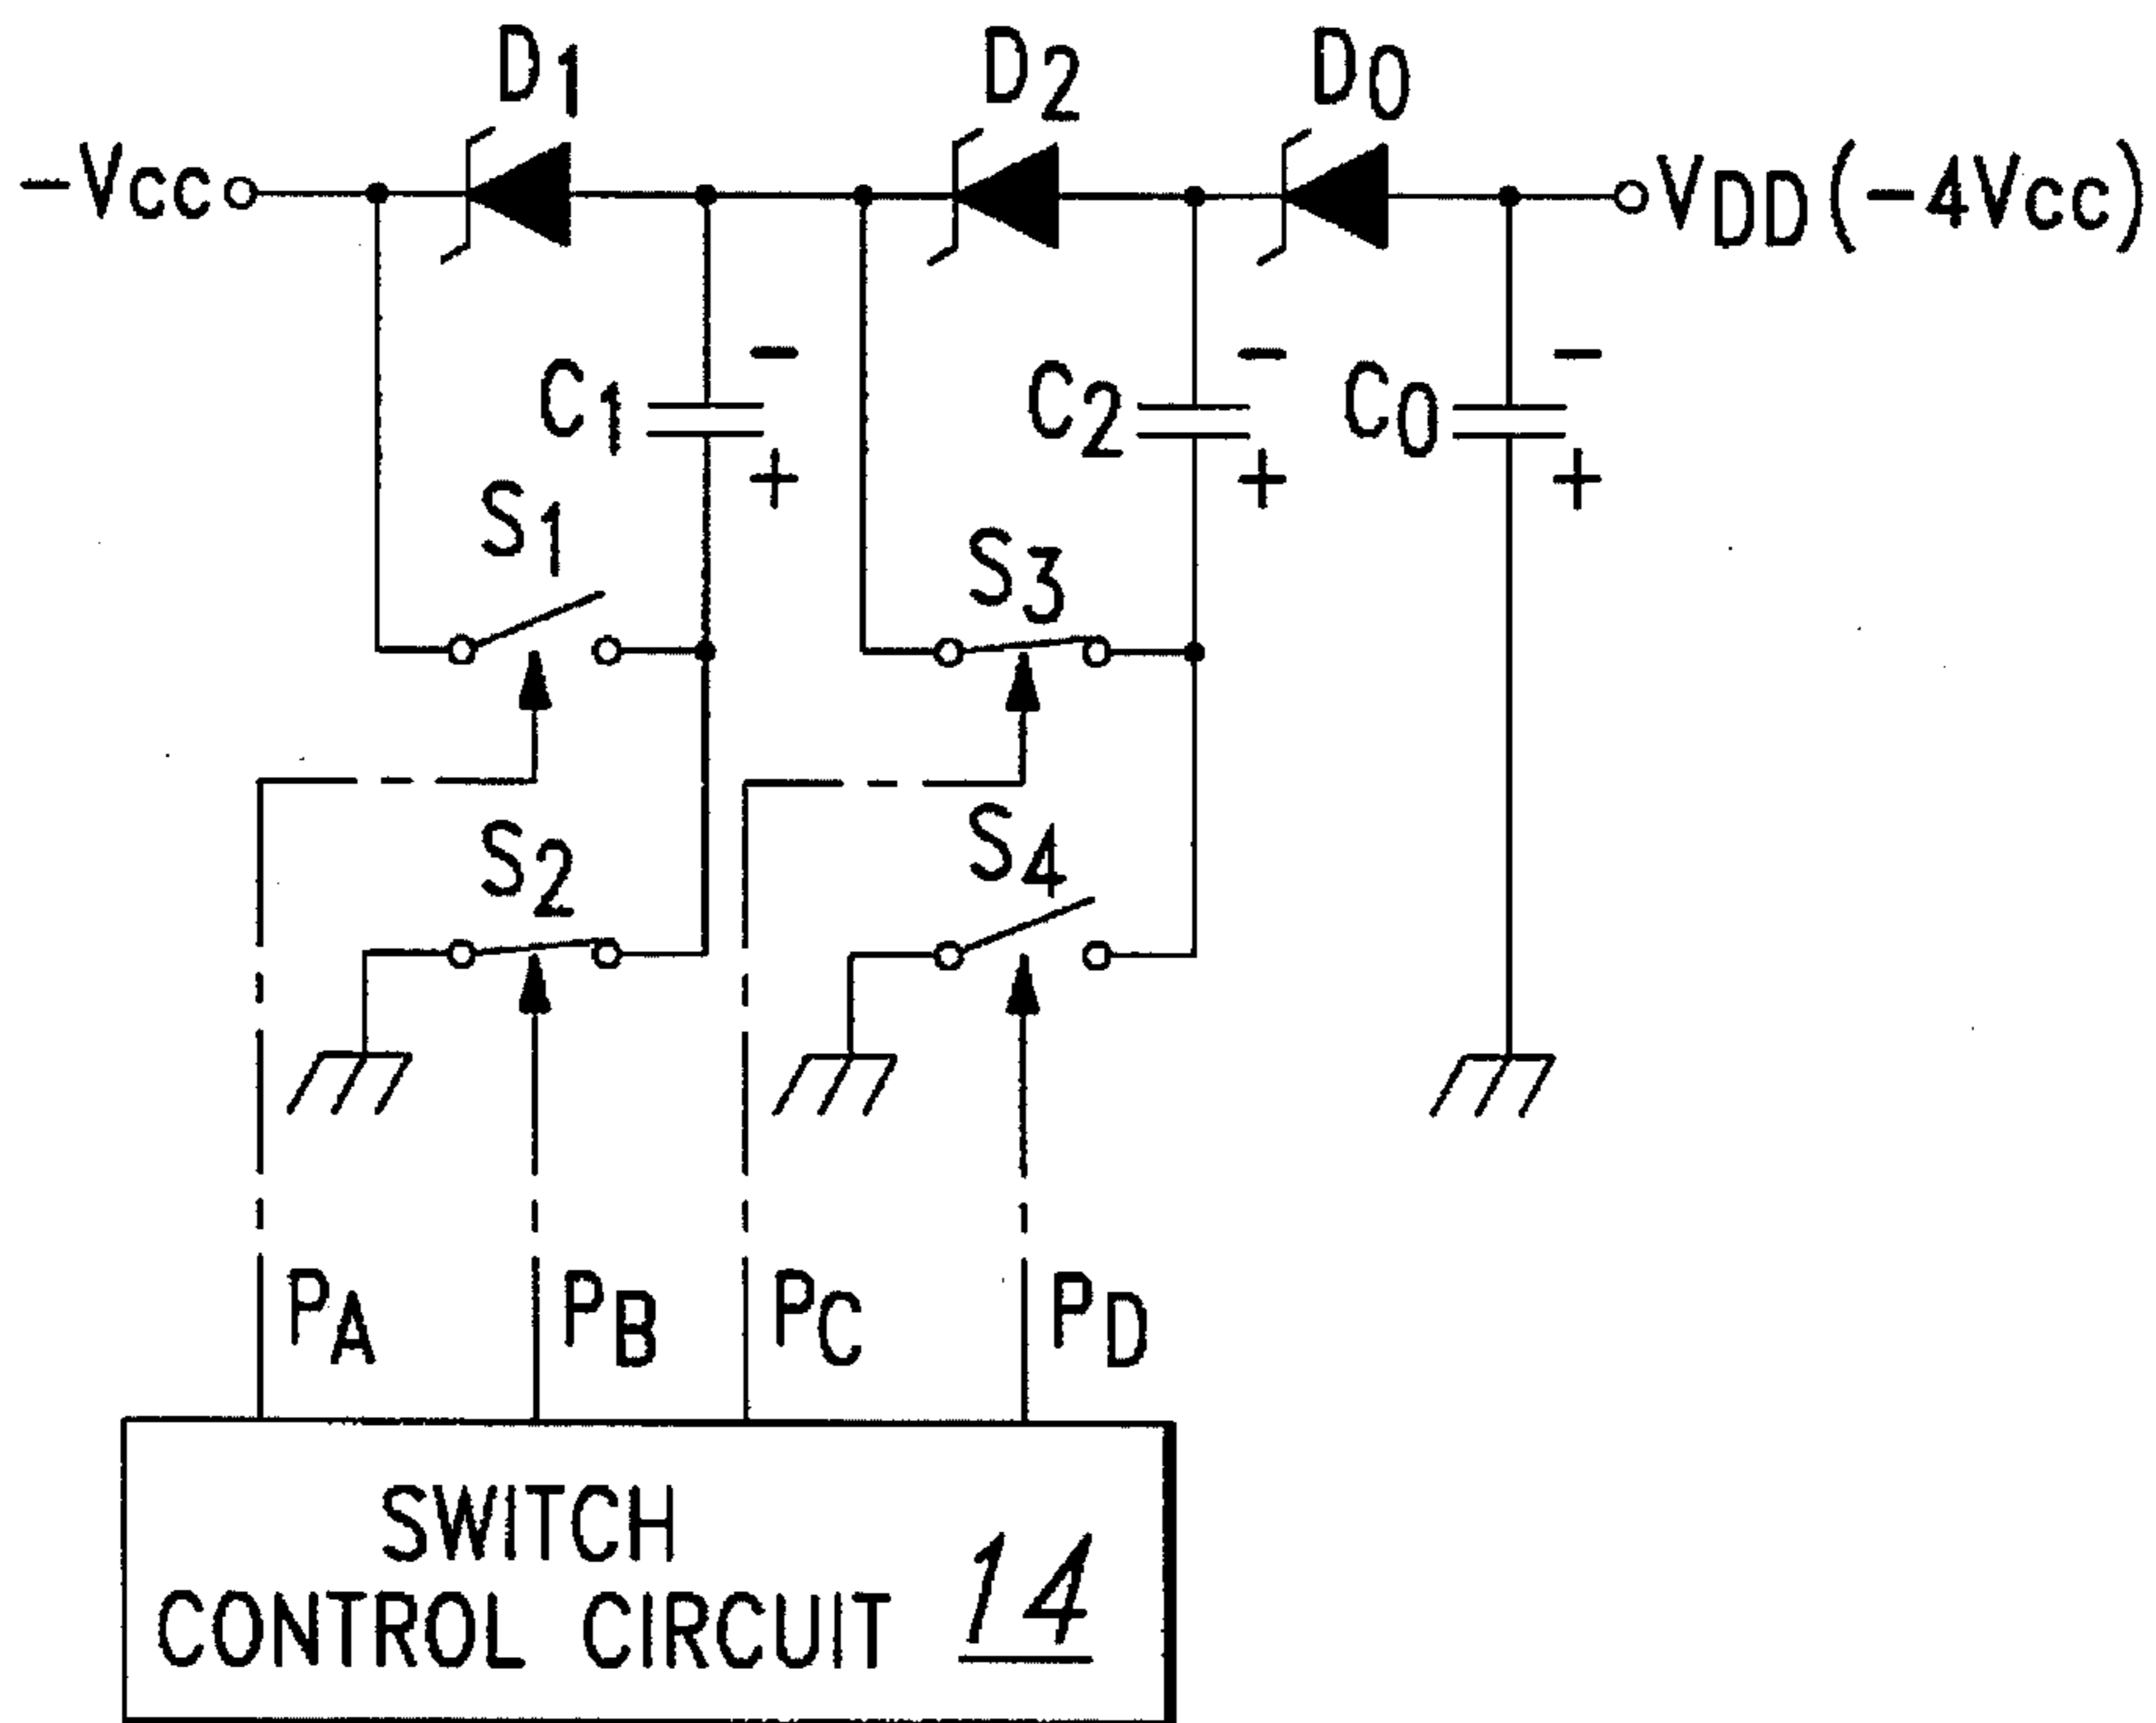 D1
D2
D0
-Vcc
VDD(-4Vcc)
C1
-
+
C2
-
+
C0
-
+
S1
S3
S2
S4
PA
PB
PC
PD
SWITCH
CONTROL CIRCUIT 14